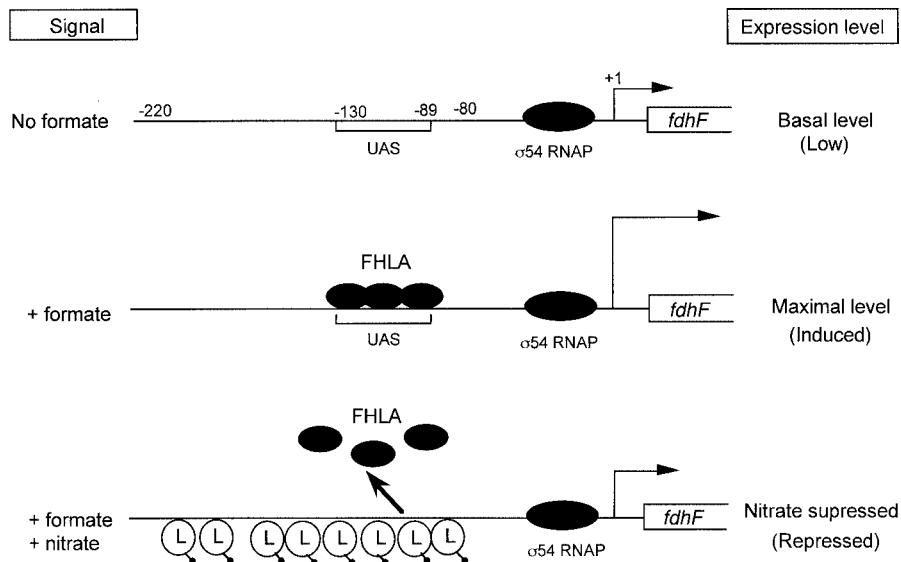 Signal
Expression level
+1
-220
-130
-89
-80
No formate
fdhF
Basal level
(Low)
UAS
σ54 RNAP
FHLA
+ formate
fdhF
Maximal level
(Induced)
UAS
σ54 RNAP
FHLA
+ formate
+ nitrate
L L L L L L L L
fdhF
Nitrate supressed
(Repressed)
σ54 RNAP